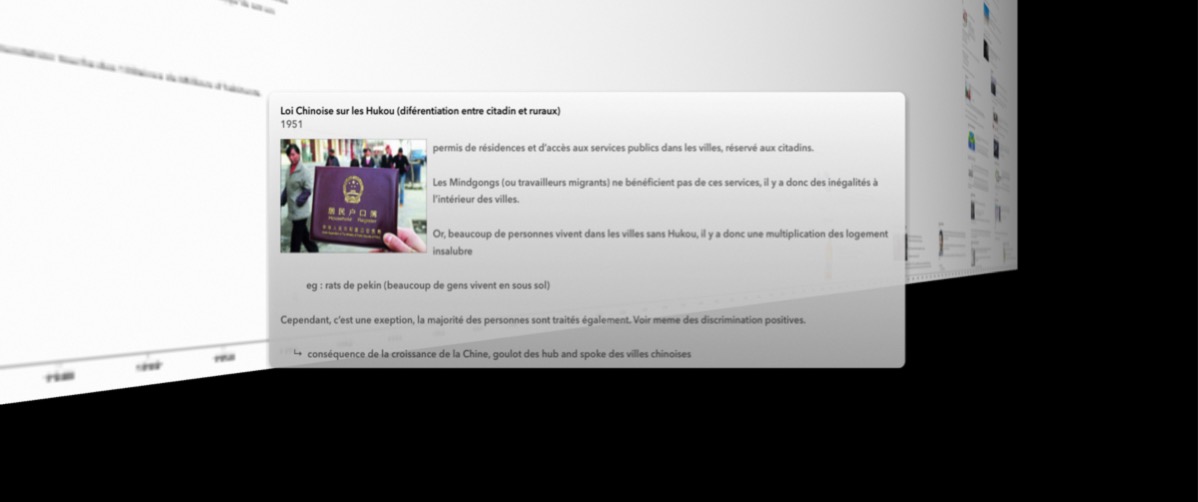 Loi Chinoise sur les Hukou (diférentiation entre citadin et ruraux)
1951
permis de résidences et d'accès aux services publics dans les villes, réservé aux citadins.
Les Mindgongs (ou travailleurs migrants) ne bénéficient pas de ces services, il y a donc des inégalités à
l'intérieur des villes.
居民户口簿
Household Register
Or, beaucoup de personnes vivent dans les villes sans Hukou, il y a donc une multiplication des logement
insalubre
eg : rats de pekin (beaucoup de gens vivent en sous sol)
Cependant, c'est une exeption, la majorité des personnes sont traités également. Voir meme des discrimination positives.
↳ conséquence de la croissance de la Chine, goulot des hub and spoke des villes chinoises